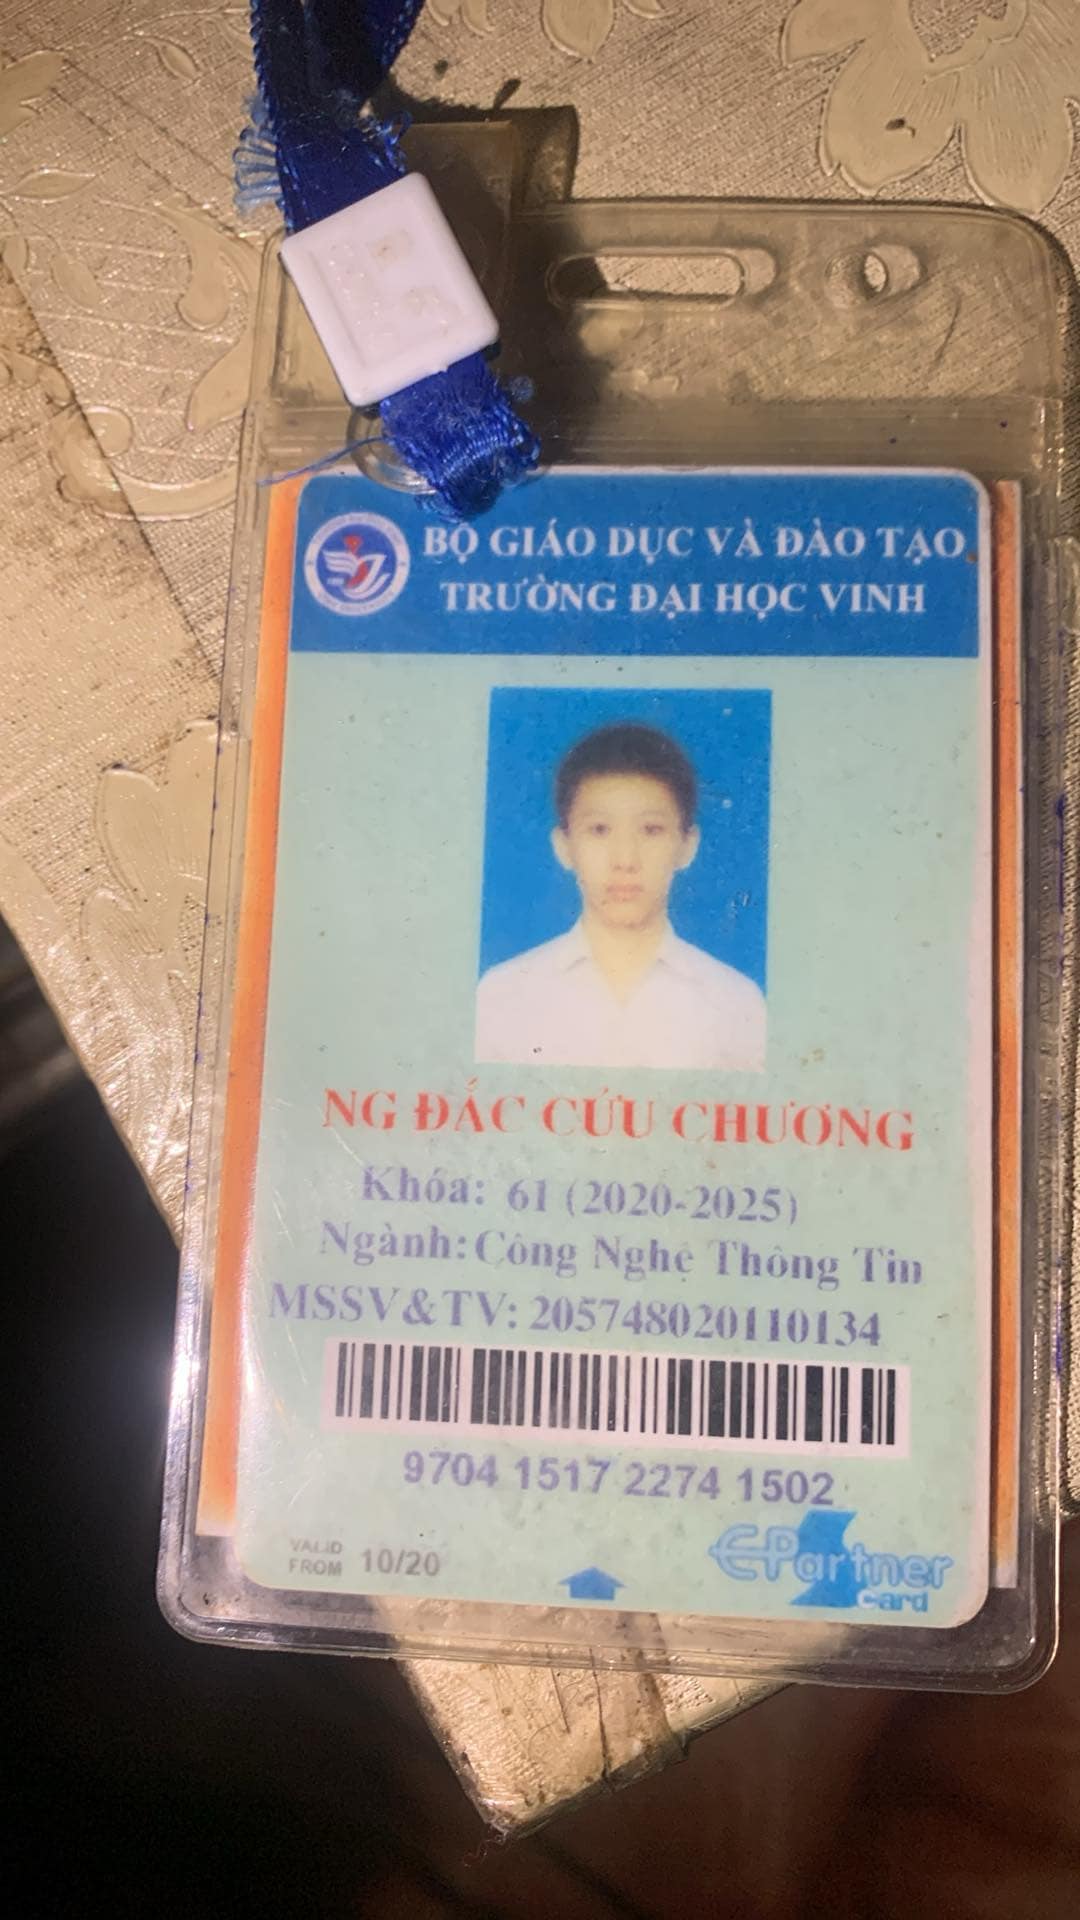 BỘ GIÁO DỤC VÀ ĐÀO TẠO
TRƯỜNG ĐẠI HỌC VINH
NG ĐẮC CỨU CHƯƠNG
Khóa: 61 (2020-2025)
Ngành: Công Nghệ Thông Tin
MSSV&TV: 205748020110134
9704 1517 2274 1502
VALID
FROM 10/20
E-Partner
card